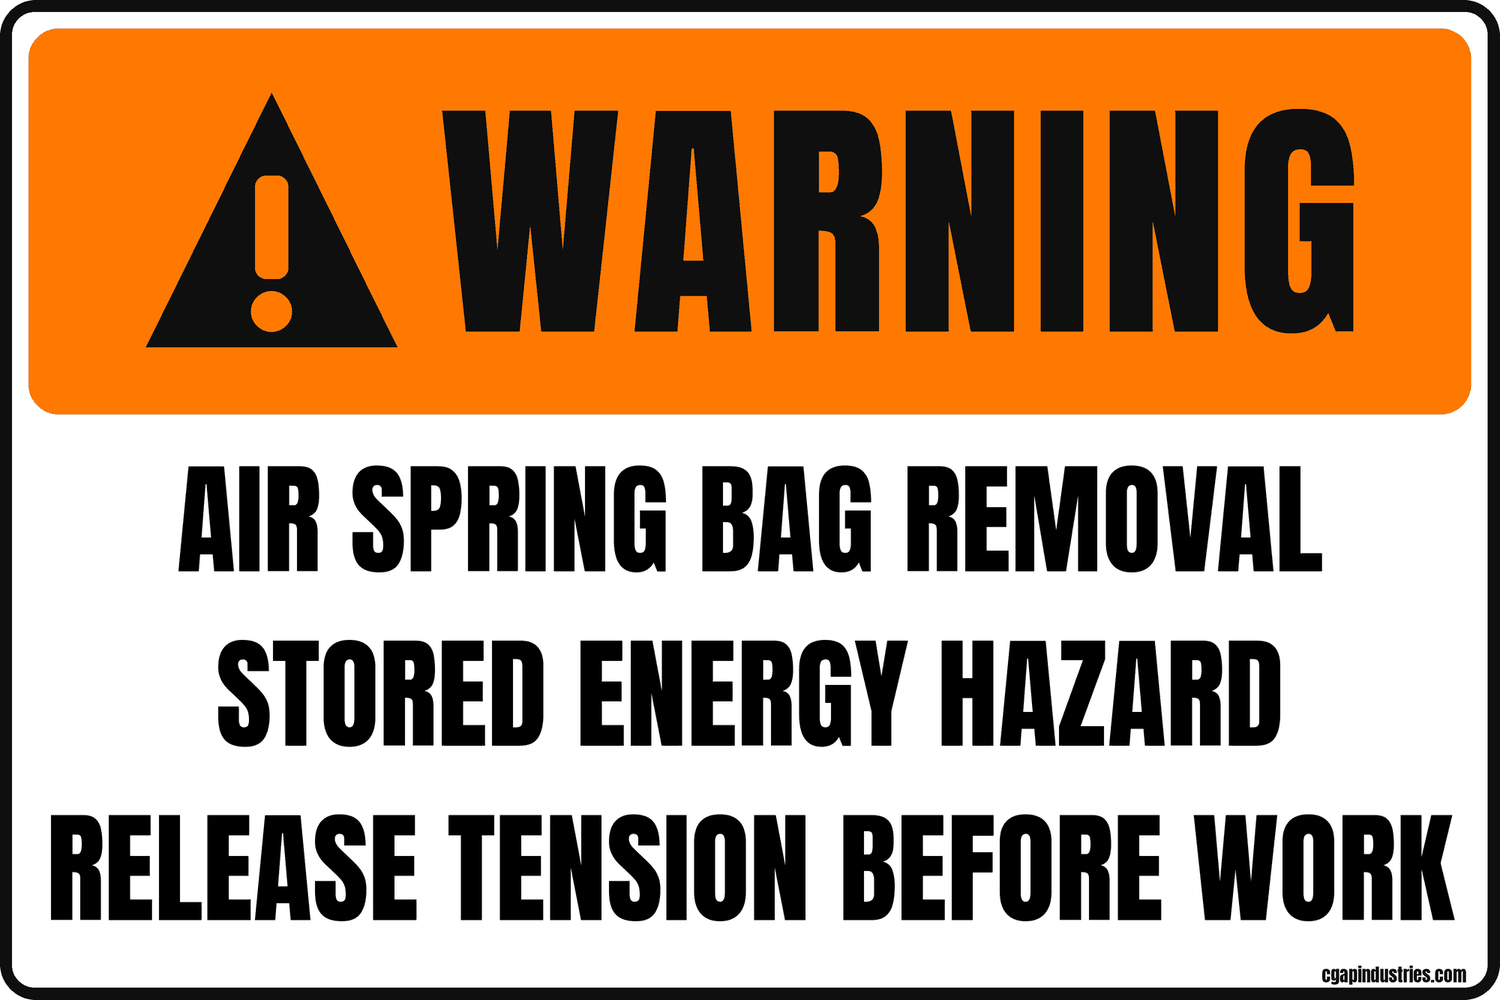 WARNING
AIR SPRING BAG REMOVAL
STORED ENERGY HAZARD
RELEASE TENSION BEFORE WORK
cgapindustries.com